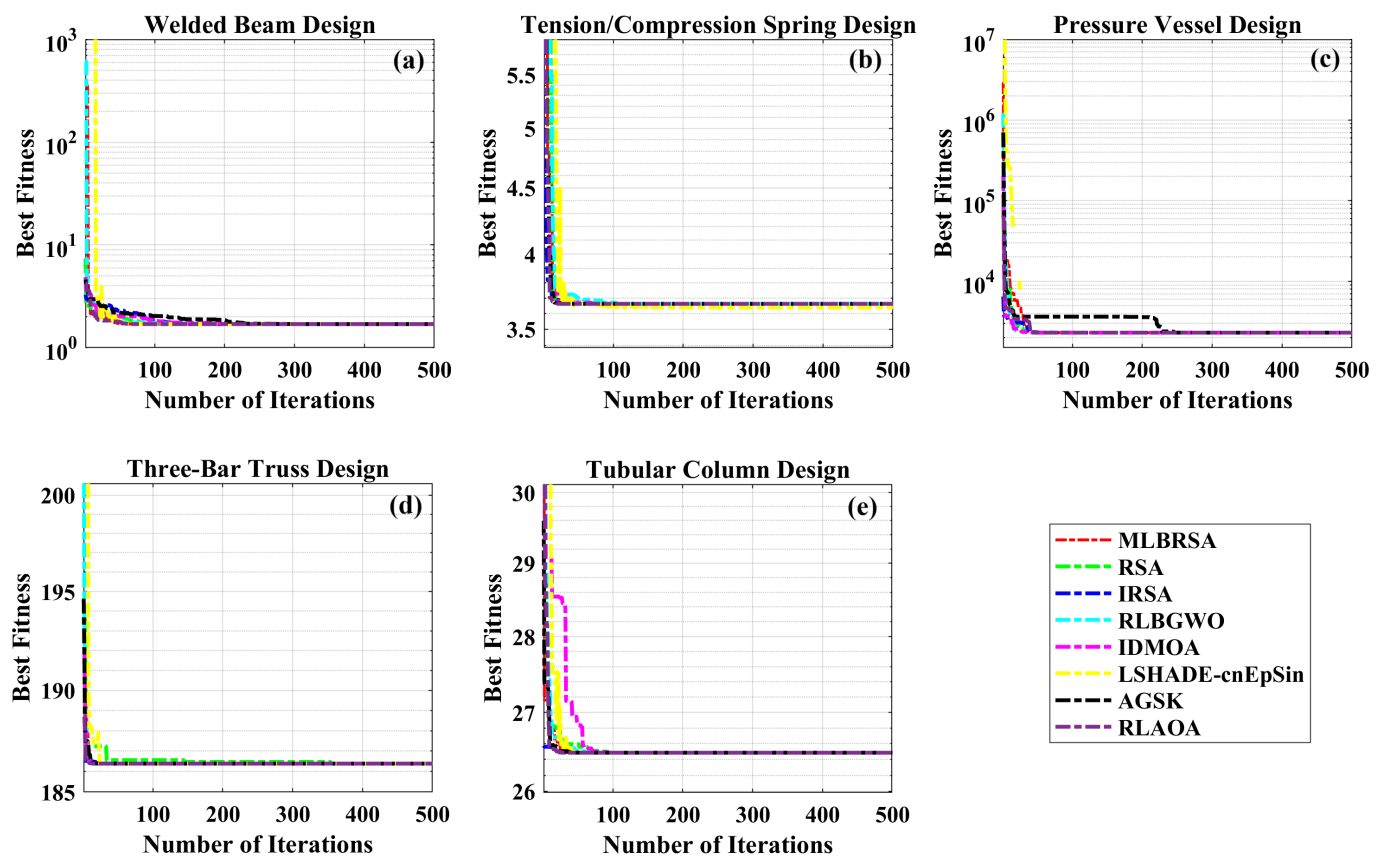 Welded Beam Design
(a)
Best Fitness
10^3
10^2
10^1
10^0
100 200 300 400 500
Number of Iterations
Tension/Compression Spring Design
(b)
Best Fitness
5.5
5
4.5
4
3.5
100 200 300 400 500
Number of Iterations
Pressure Vessel Design
(c)
Best Fitness
10^7
10^6
10^5
10^4
100 200 300 400 500
Number of Iterations
Three-Bar Truss Design
(d)
Best Fitness
200
195
190
185
100 200 300 400 500
Number of Iterations
Tubular Column Design
(e)
Best Fitness
30
29
28
27
26
100 200 300 400 500
Number of Iterations
MLBRSA
RSA
IRSA
RLBGWO
IDMOA
LSHADE-cnEpSin
AGSK
RLAOA